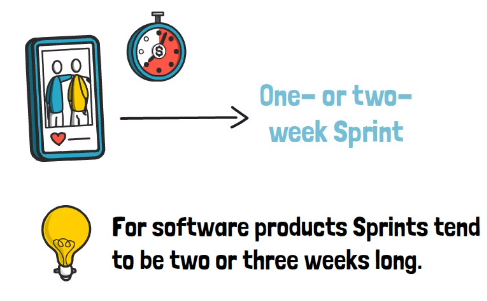 $
One- or two-
week Sprint
For software products Sprints tend
to be two or three weeks long.